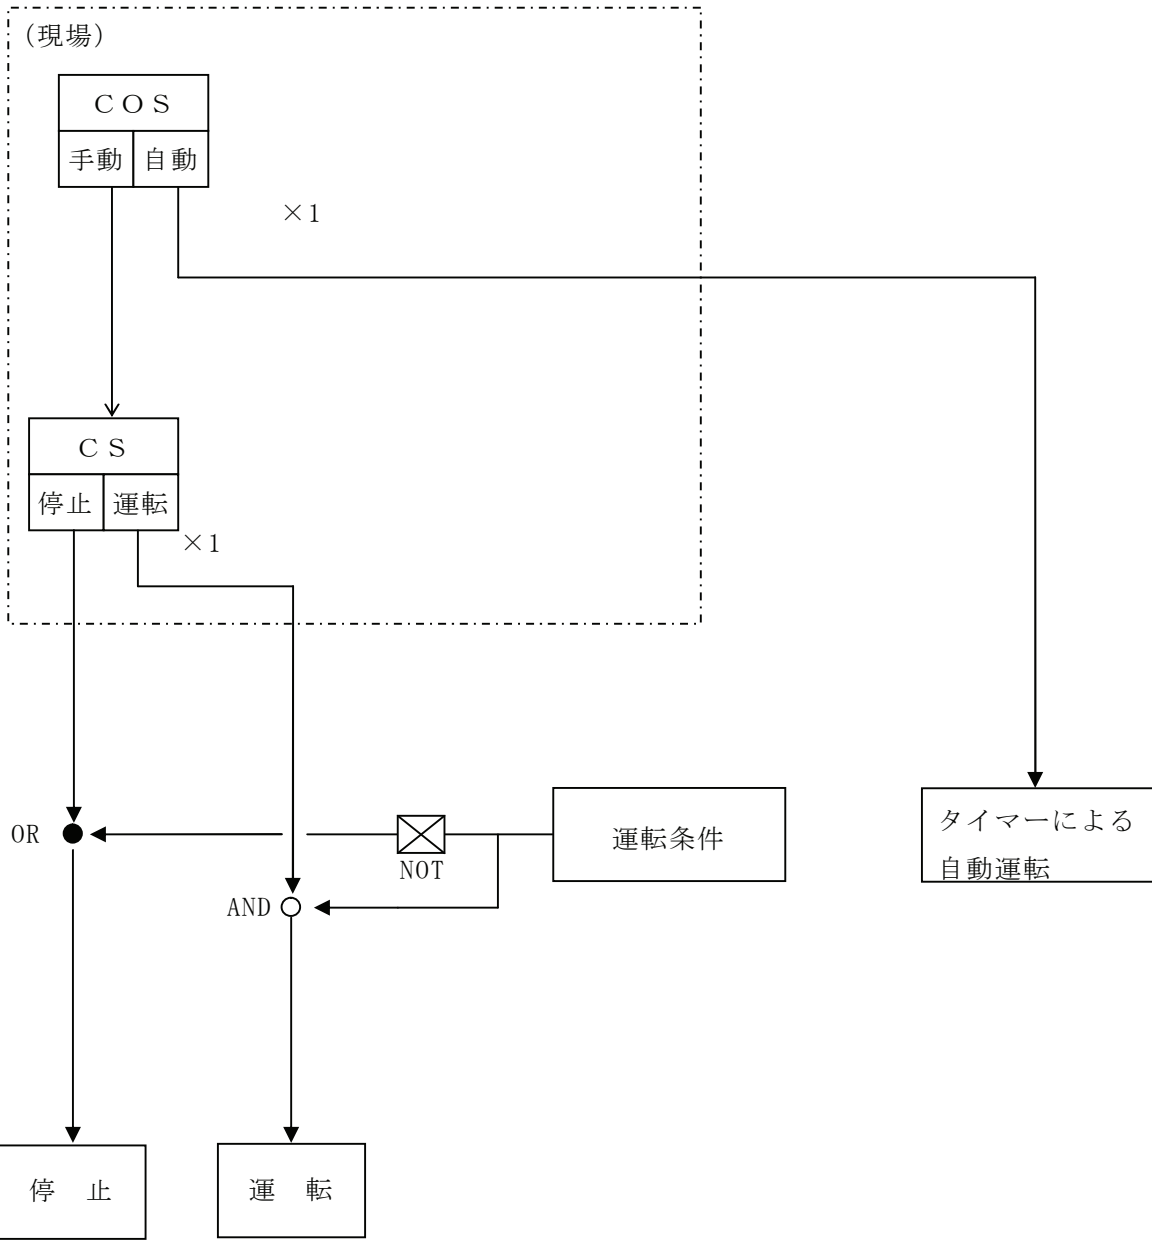 (現場)
ＣＯＳ
手動 自動
×1
ＣＳ
停止 運転
×1
OR
NOT
運転条件
タイマーによる
自動運転
AND
停　止
運　転